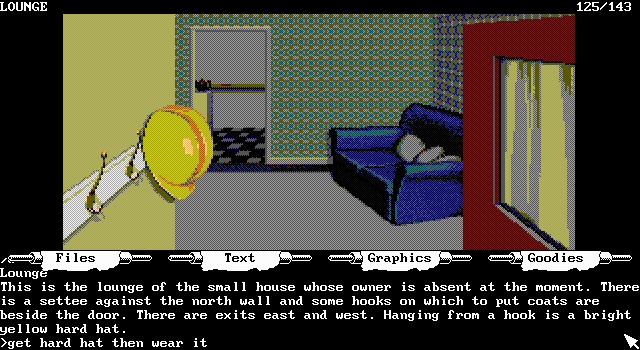 LOUNGE 125/143
Files Text Graphics Goodies
Lounge
This is the lounge of the small house whose owner is absent at the moment. There
is a settee against the north wall and some hooks on which to put coats are
beside the door. There are exits east and west. Hanging from a hook is a bright
yellow hard hat.
>get hard hat then wear it